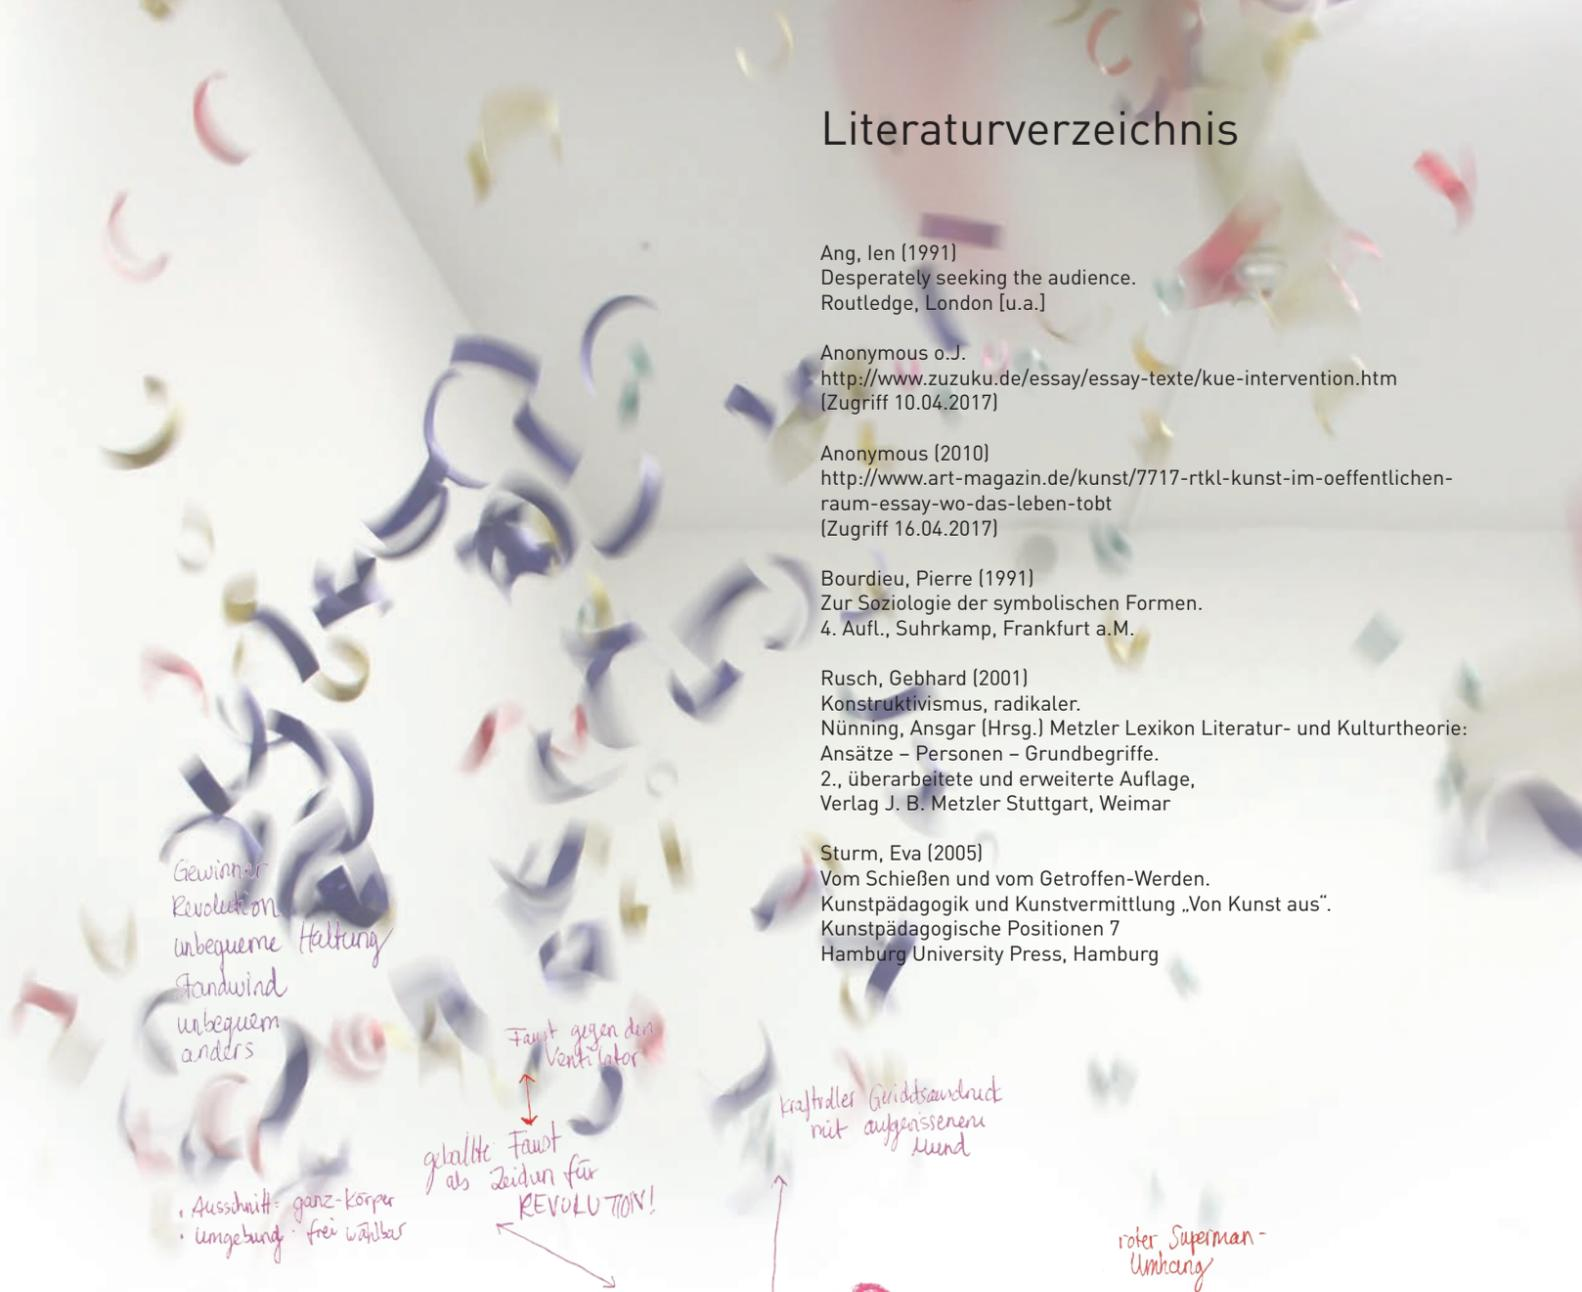 Literaturverzeichnis
Ang, Ien (1991)
Desperately seeking the audience.
Routledge, London [u.a.]
Anonymous o.J.
http://www.zuzuku.de/essay/essay-texte/kue-intervention.htm
(Zugriff 10.04.2017)
Anonymous (2010)
http://www.art-magazin.de/kunst/7717-rtkl-kunst-im-oeffentlichen-
raum-essay-wo-das-leben-tobt
(Zugriff 16.04.2017)
Bourdieu, Pierre (1991)
Zur Soziologie der symbolischen Formen.
4. Aufl., Suhrkamp, Frankfurt a.M.
Rusch, Gebhard (2001)
Konstruktivismus, radikaler.
Nünning, Ansgar (Hrsg.) Metzler Lexikon Literatur- und Kulturtheorie:
Ansätze – Personen – Grundbegriffe.
2., überarbeitete und erweiterte Auflage,
Verlag J. B. Metzler Stuttgart, Weimar
Sturm, Eva (2005)
Vom Schießen und vom Getroffen-Werden.
Kunstpädagogik und Kunstvermittlung „Von Kunst aus“.
Kunstpädagogische Positionen 7
Hamburg University Press, Hamburg
Gewinner
Revolution
unbequeme Haltung
Standwind
unbequem
anders
Faust gegen den
Ventilator
geballte Faust
als Zeichen für
REVOLUTION!
kraftvoller Gesichtsausdruck
mit aufgerissenem
Mund
• Ausschnitt: ganz-Körper
• Umgebung: frei wählbar
roter Superman-
Umhang